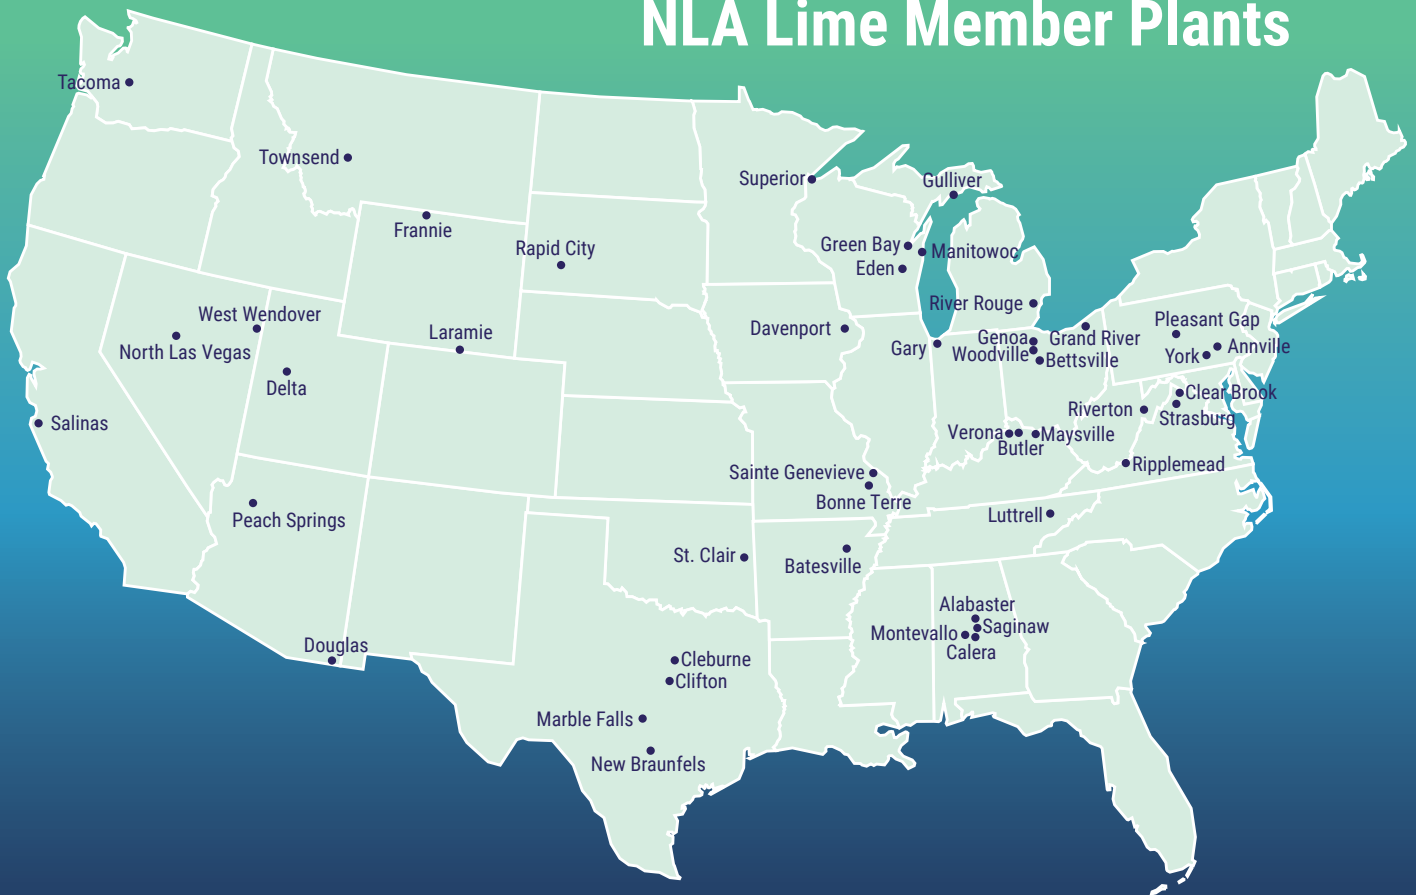 NLA Lime Member Plants
Tacoma
Townsend
Superior
Gulliver
Frannie
Rapid City
Green Bay
Manitowoc
Eden
River Rouge
West Wendover
North Las Vegas
Laramie
Davenport
Gary
Genoa
Grand River
Woodville
Bettsville
Pleasant Gap
York
Annville
Delta
Salinas
Clear Brook
Riverton
Strasburg
Verona
Butler
Maysville
Ripplemead
Sainte Genevieve
Bonne Terre
Peach Springs
Luttrell
St. Clair
Batesville
Alabaster
Saginaw
Montevallo
Calera
Douglas
Cleburne
Clifton
Marble Falls
New Braunfels